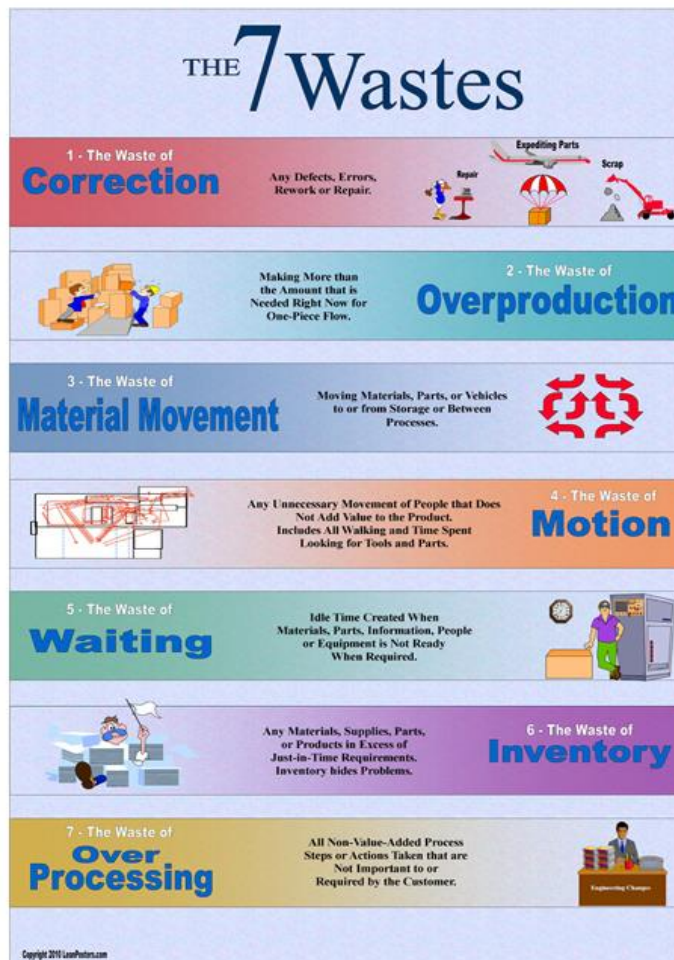 THE 7 Wastes
1 - The Waste of
Correction
Any Defects, Errors,
Rework or Repair.
Repair
Expediting Parts
Scrap
Making More than
the Amount that is
Needed Right Now for
One-Piece Flow.
2 - The Waste of
Overproduction
3 - The Waste of
Material Movement
Moving Materials, Parts, or Vehicles
to or from Storage or Between
Processes.
Any Unnecessary Movement of People that Does
Not Add Value to the Product.
Includes All Walking and Time Spent
Looking for Tools and Parts.
4 - The Waste of
Motion
5 - The Waste of
Waiting
Idle Time Created When
Materials, Parts, Information, People
or Equipment is Not Ready
When Required.
Any Materials, Supplies, Parts,
or Products in Excess of
Just-in-Time Requirements.
Inventory hides Problems.
6 - The Waste of
Inventory
7 - The Waste of
Over
Processing
All Non-Value-Added Process
Steps or Actions Taken that are
Not Important to or
Required by the Customer.
Engineering Changes
Copyright 2010 LeanPosters.com